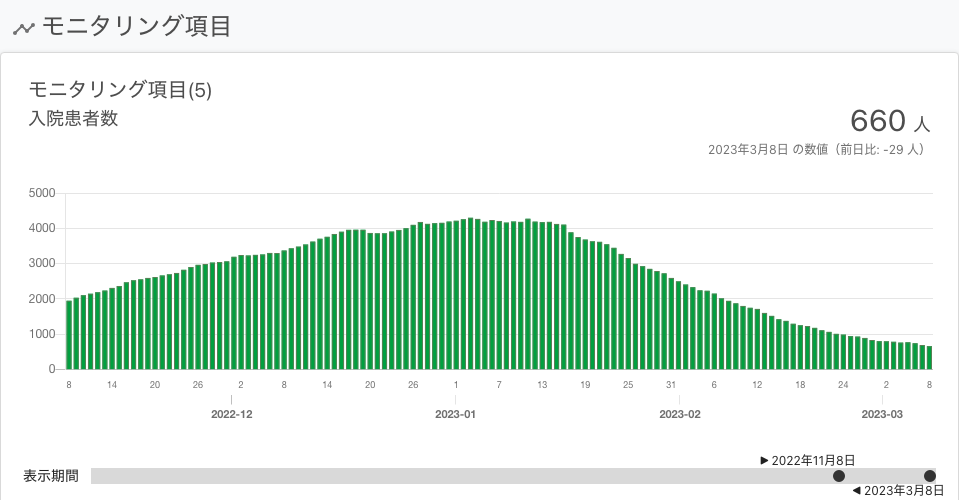 モニタリング項目
モニタリング項目(5)
入院患者数
660 人
2023年3月8日 の数値（前日比: -29 人）
5000
4000
3000
2000
1000
0
8 14 20 26 2 8 14 20 26 1 7 13 19 25 31 6 12 18 24 2 8
2022-12 2023-01 2023-02 2023-03
▶ 2022年11月8日
表示期間
◀ 2023年3月8日